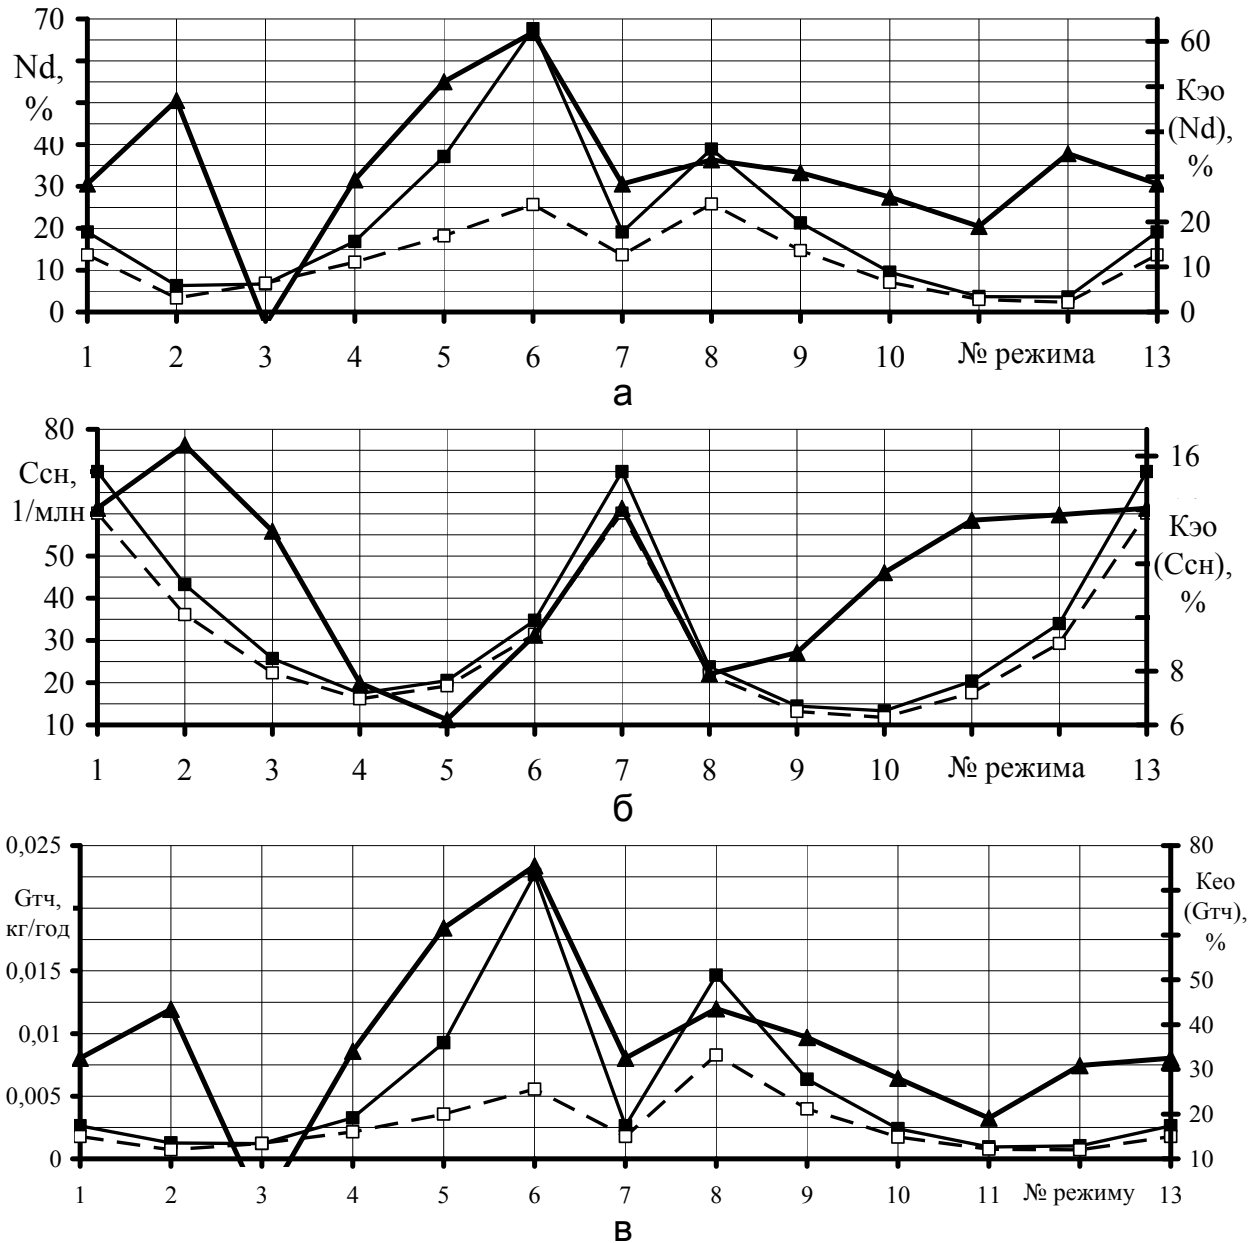 70
Nd,
%
40
30
20
10
0
60
Кэо
(Nd),
%
20
10
0
1 2 3 4 5 6 7 8 9 10 № режима 13
а
80
Ссн,
1/млн
50
40
30
20
10
16
Кэо
(Ссн),
%
8
6
1 2 3 4 5 6 7 8 9 10 № режима 13
б
0,025
Gтч,
кг/год
0,015
0,01
0,005
0
80
Кео
(Gтч),
%
50
40
30
20
10
1 2 3 4 5 6 7 8 9 10 11 № режиму 13
в